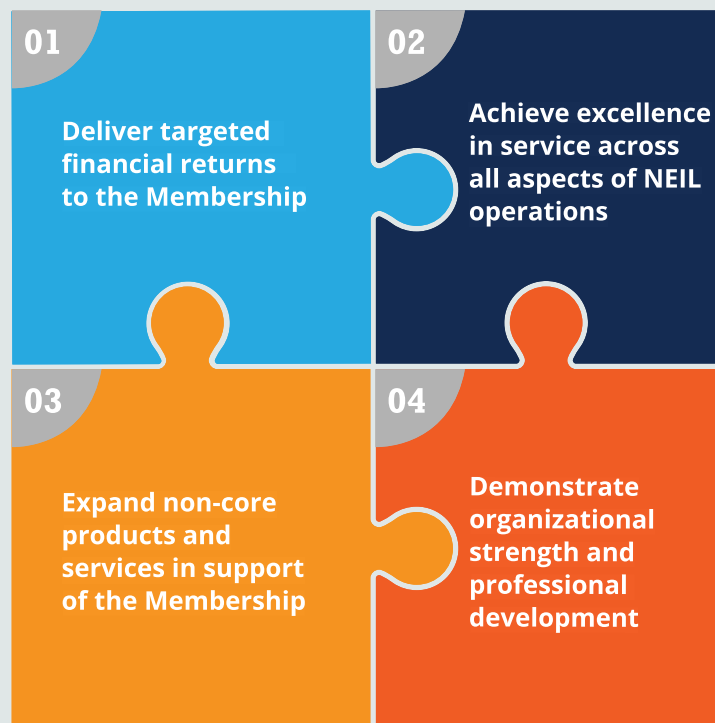 01
Deliver targeted
financial returns
to the Membership
02
Achieve excellence
in service across
all aspects of NEIL
operations
03
Expand non-core
products and
services in support
of the Membership
04
Demonstrate
organizational
strength and
professional
development